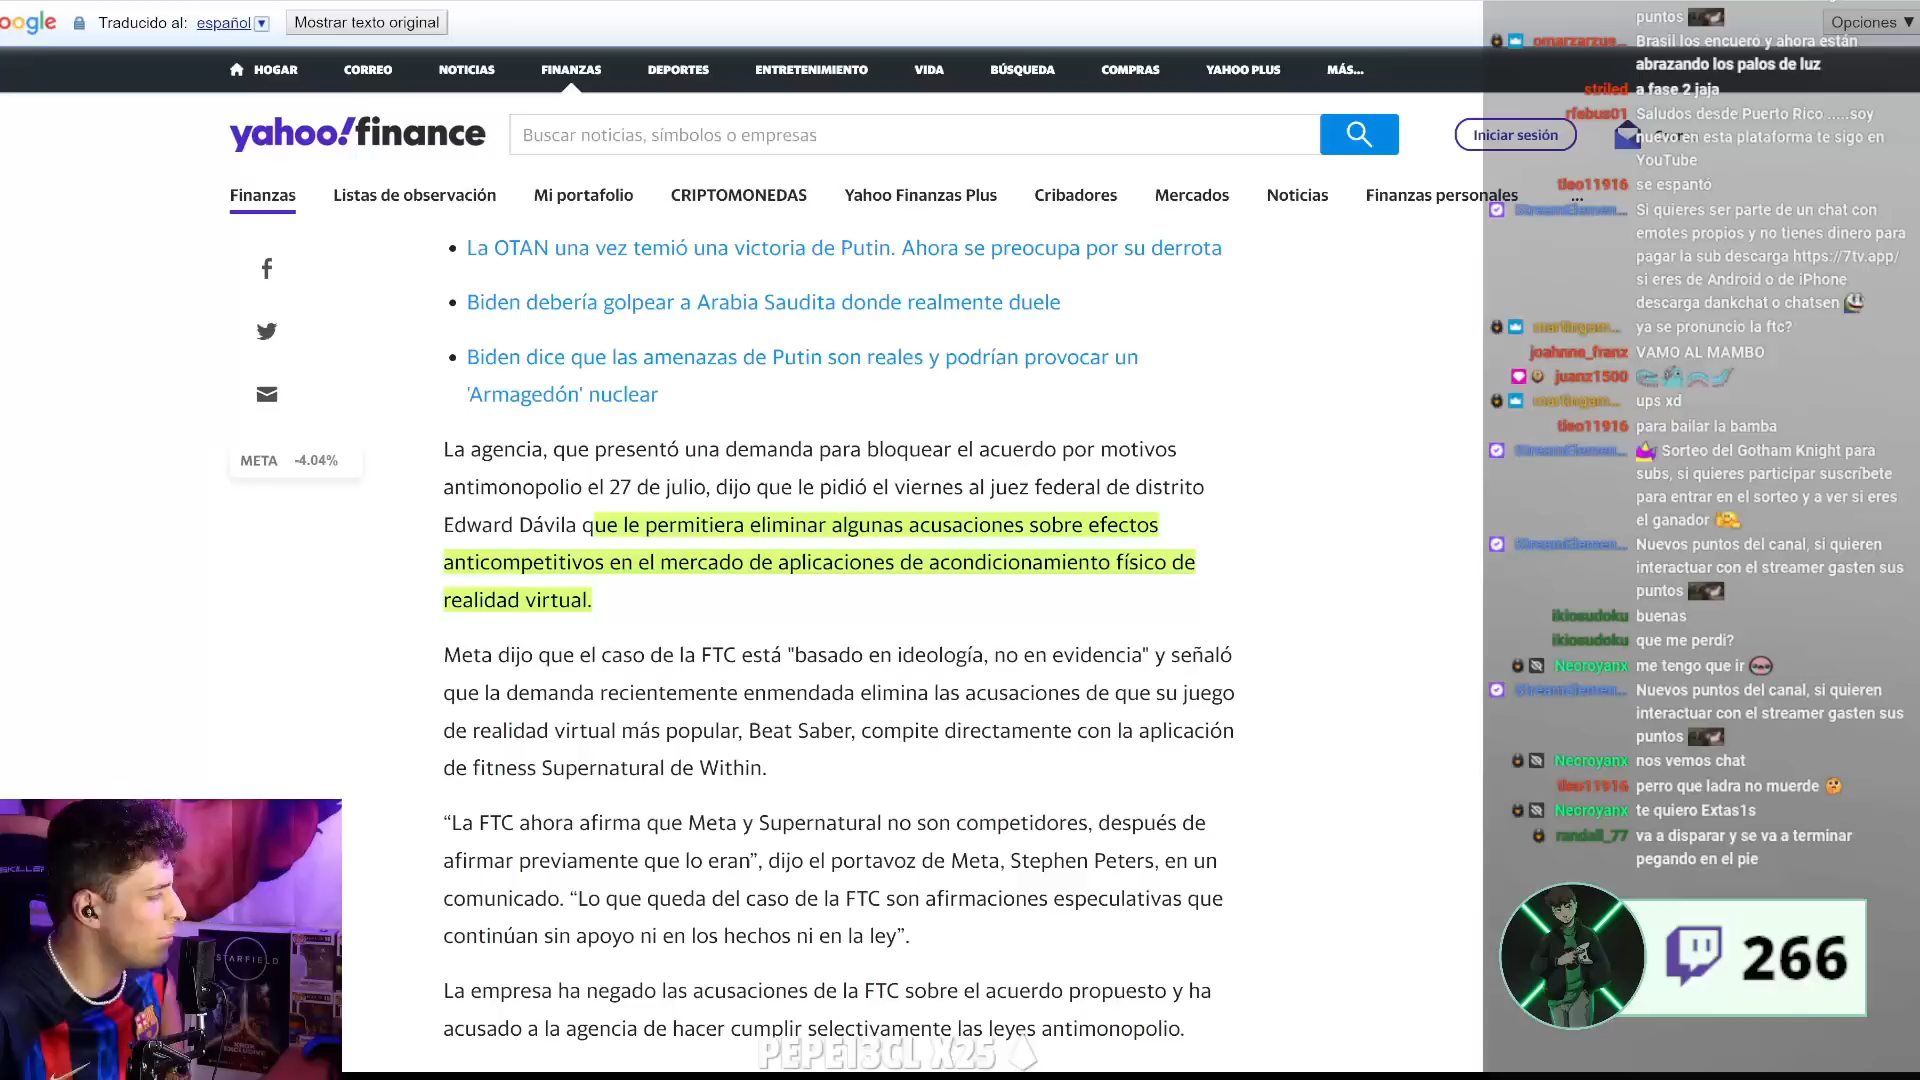 oogle Traducido al: español Mostrar texto original Opciones ▼
HOGAR CORREO NOTICIAS FINANZAS DEPORTES ENTRETENIMIENTO VIDA BÚSQUEDA COMPRAS YAHOO PLUS MÁS...
yahoo!finance Buscar noticias, símbolos o empresas Iniciar sesión
Finanzas Listas de observación Mi portafolio CRIPTOMONEDAS Yahoo Finanzas Plus Cribadores Mercados Noticias Finanzas personales ...
• La OTAN una vez temió una victoria de Putin. Ahora se preocupa por su derrota
• Biden debería golpear a Arabia Saudita donde realmente duele
• Biden dice que las amenazas de Putin son reales y podrían provocar un
'Armagedón' nuclear
META -4.04%
La agencia, que presentó una demanda para bloquear el acuerdo por motivos
antimonopolio el 27 de julio, dijo que le pidió el viernes al juez federal de distrito
Edward Dávila que le permitiera eliminar algunas acusaciones sobre efectos
anticompetitivos en el mercado de aplicaciones de acondicionamiento físico de
realidad virtual.
Meta dijo que el caso de la FTC está "basado en ideología, no en evidencia" y señaló
que la demanda recientemente enmendada elimina las acusaciones de que su juego
de realidad virtual más popular, Beat Saber, compite directamente con la aplicación
de fitness Supernatural de Within.
“La FTC ahora afirma que Meta y Supernatural no son competidores, después de
afirmar previamente que lo eran”, dijo el portavoz de Meta, Stephen Peters, en un
comunicado. “Lo que queda del caso de la FTC son afirmaciones especulativas que
continúan sin apoyo ni en los hechos ni en la ley”.
La empresa ha negado las acusaciones de la FTC sobre el acuerdo propuesto y ha
acusado a la agencia de hacer cumplir selectivamente las leyes antimonopolio.
PEPE13CL X25
STARFIELD
puntos
omarzarzue... Brasil los encueró y ahora están
abrazando los palos de luz
striled a fase 2 jaja
rfebus01 Saludos desde Puerto Rico .....soy
nuevo en esta plataforma te sigo en
YouTube
tleo11916 se espantó
StreamElemen... Si quieres ser parte de un chat con
emotes propios y no tienes dinero para
pagar la sub descarga https://7tv.app/
si eres de Android o de iPhone
descarga dankchat o chatsen
martingam... ya se pronuncio la ftc?
joahnne_franz VAMO AL MAMBO
juanz1500
martingam... ups xd
tleo11916 para bailar la bamba
StreamElemen... Sorteo del Gotham Knight para
subs, si quieres participar suscríbete
para entrar en el sorteo y a ver si eres
el ganador
StreamElemen... Nuevos puntos del canal, si quieren
interactuar con el streamer gasten sus
puntos
ikiosudoku buenas
ikiosudoku que me perdi?
Necroyanx me tengo que ir
StreamElemen... Nuevos puntos del canal, si quieren
interactuar con el streamer gasten sus
puntos
Necroyanx nos vemos chat
tleo11916 perro que ladra no muerde
Necroyanx te quiero Extas1s
randall_77 va a disparar y se va a terminar
pegando en el pie
266